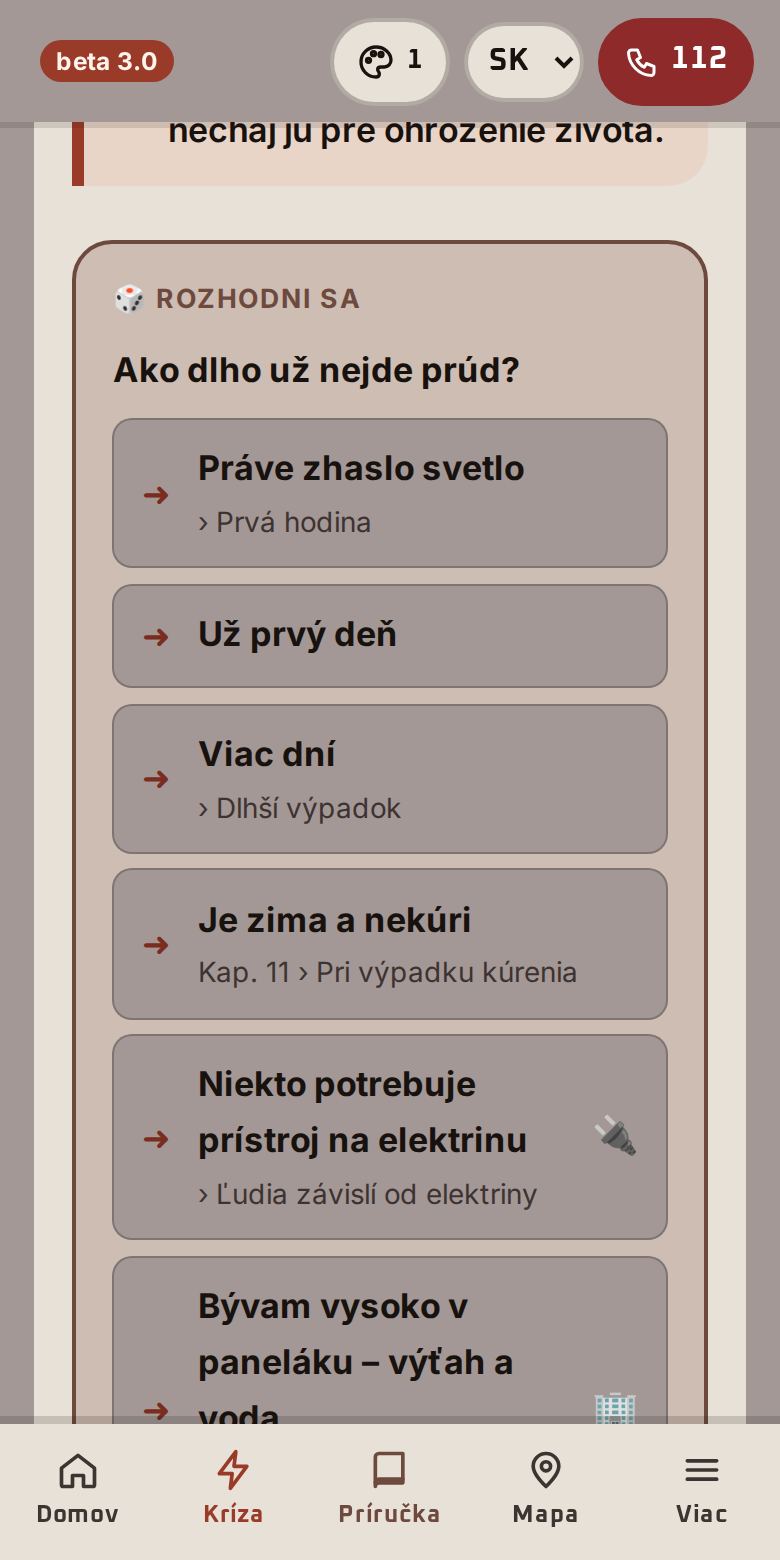 beta 3.0
1
SK
112
nechaj ju pre ohrozenie života.
ROZHODNI SA
Ako dlho už nejde prúd?
➜ Práve zhaslo svetlo
› Prvá hodina
➜ Už prvý deň
➜ Viac dní
› Dlhší výpadok
➜ Je zima a nekúri
Kap. 11 › Pri výpadku kúrenia
➜ Niekto potrebuje
prístroj na elektrinu
› Ľudia závislí od elektriny
➜ Bývam vysoko v
paneláku – výťah a
voda
Domov
Kríza
Príručka
Mapa
Viac